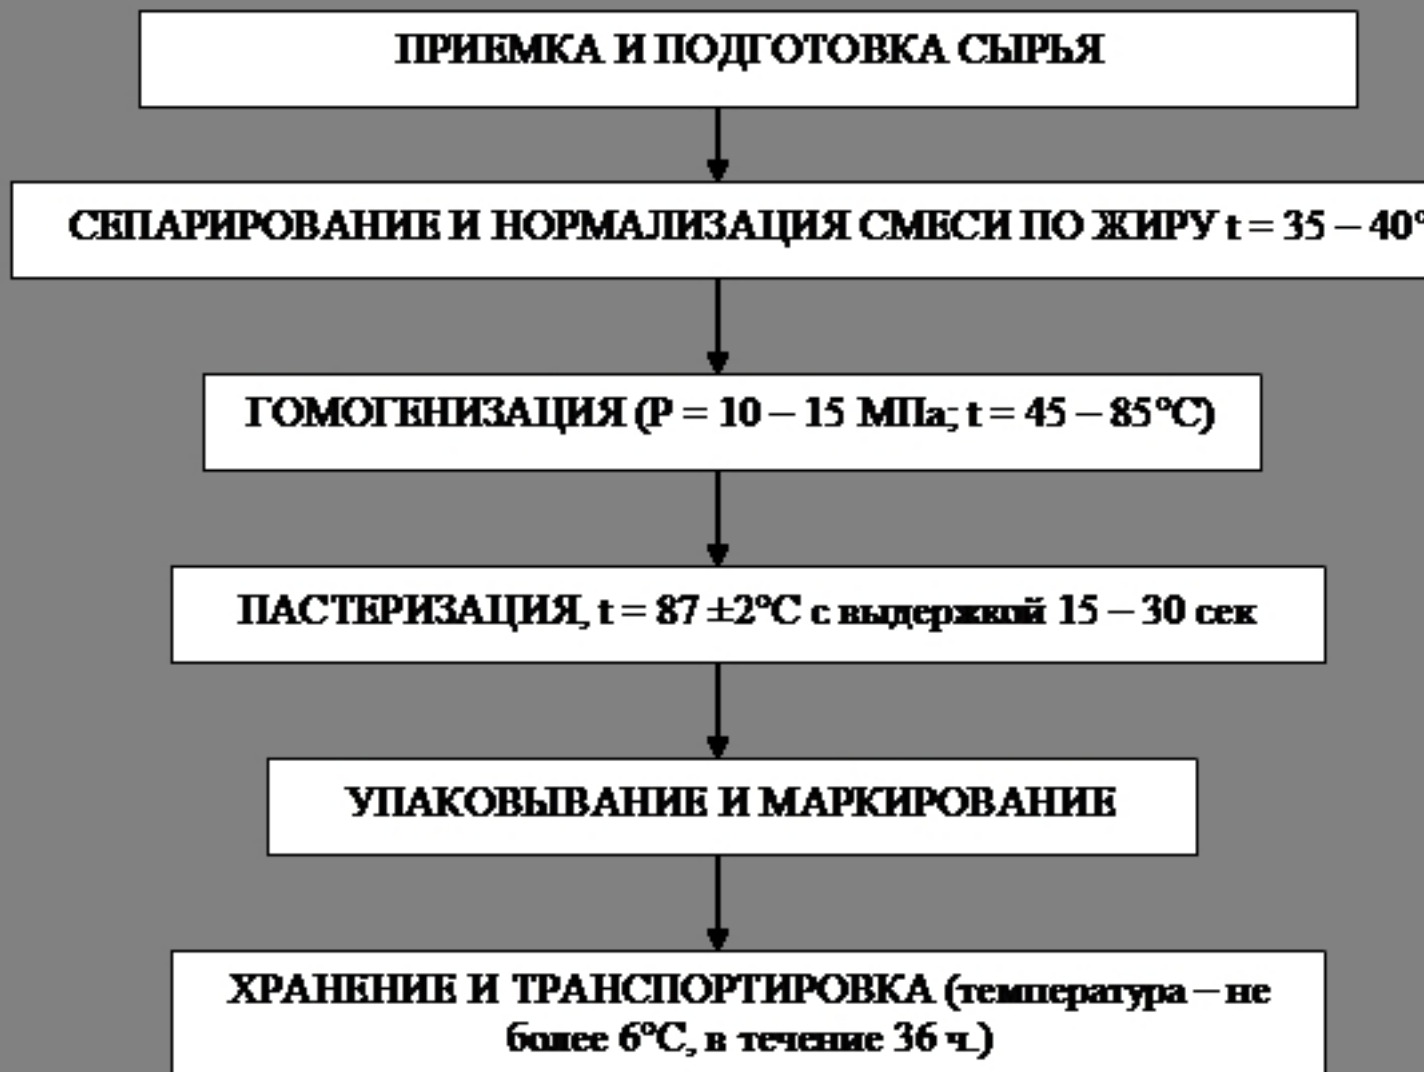 ПРИЕМКА И ПОДГОТОВКА СЫРЬЯ
СЕПАРИРОВАНИЕ И НОРМАЛИЗАЦИЯ СМЕСИ ПО ЖИРУ t = 35 – 40°
ГОМОГЕНИЗАЦИЯ (Р = 10 – 15 МПа; t = 45 – 85°С)
ПАСТЕРИЗАЦИЯ, t = 87 ±2°С с выдержкой 15 – 30 сек
УПАКОВЫВАНИЕ И МАРКИРОВАНИЕ
ХРАНЕНИЕ И ТРАНСПОРТИРОВКА (температура – не
более 6°С, в течение 36 ч.)